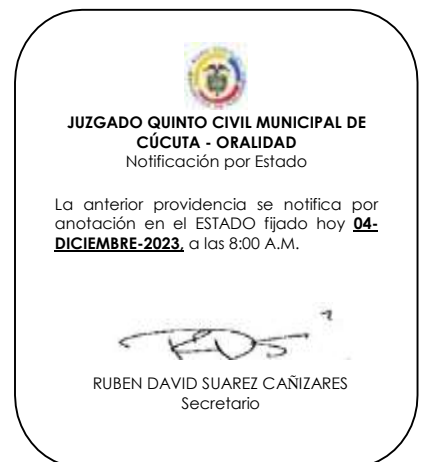 JUZGADO QUINTO CIVIL MUNICIPAL DE
CÚCUTA - ORALIDAD
Notificación por Estado
La anterior providencia se notifica por
anotación en el ESTADO fijado hoy 04-
DICIEMBRE-2023, a las 8:00 A.M.
RUBEN DAVID SUAREZ CAÑIZARES
Secretario